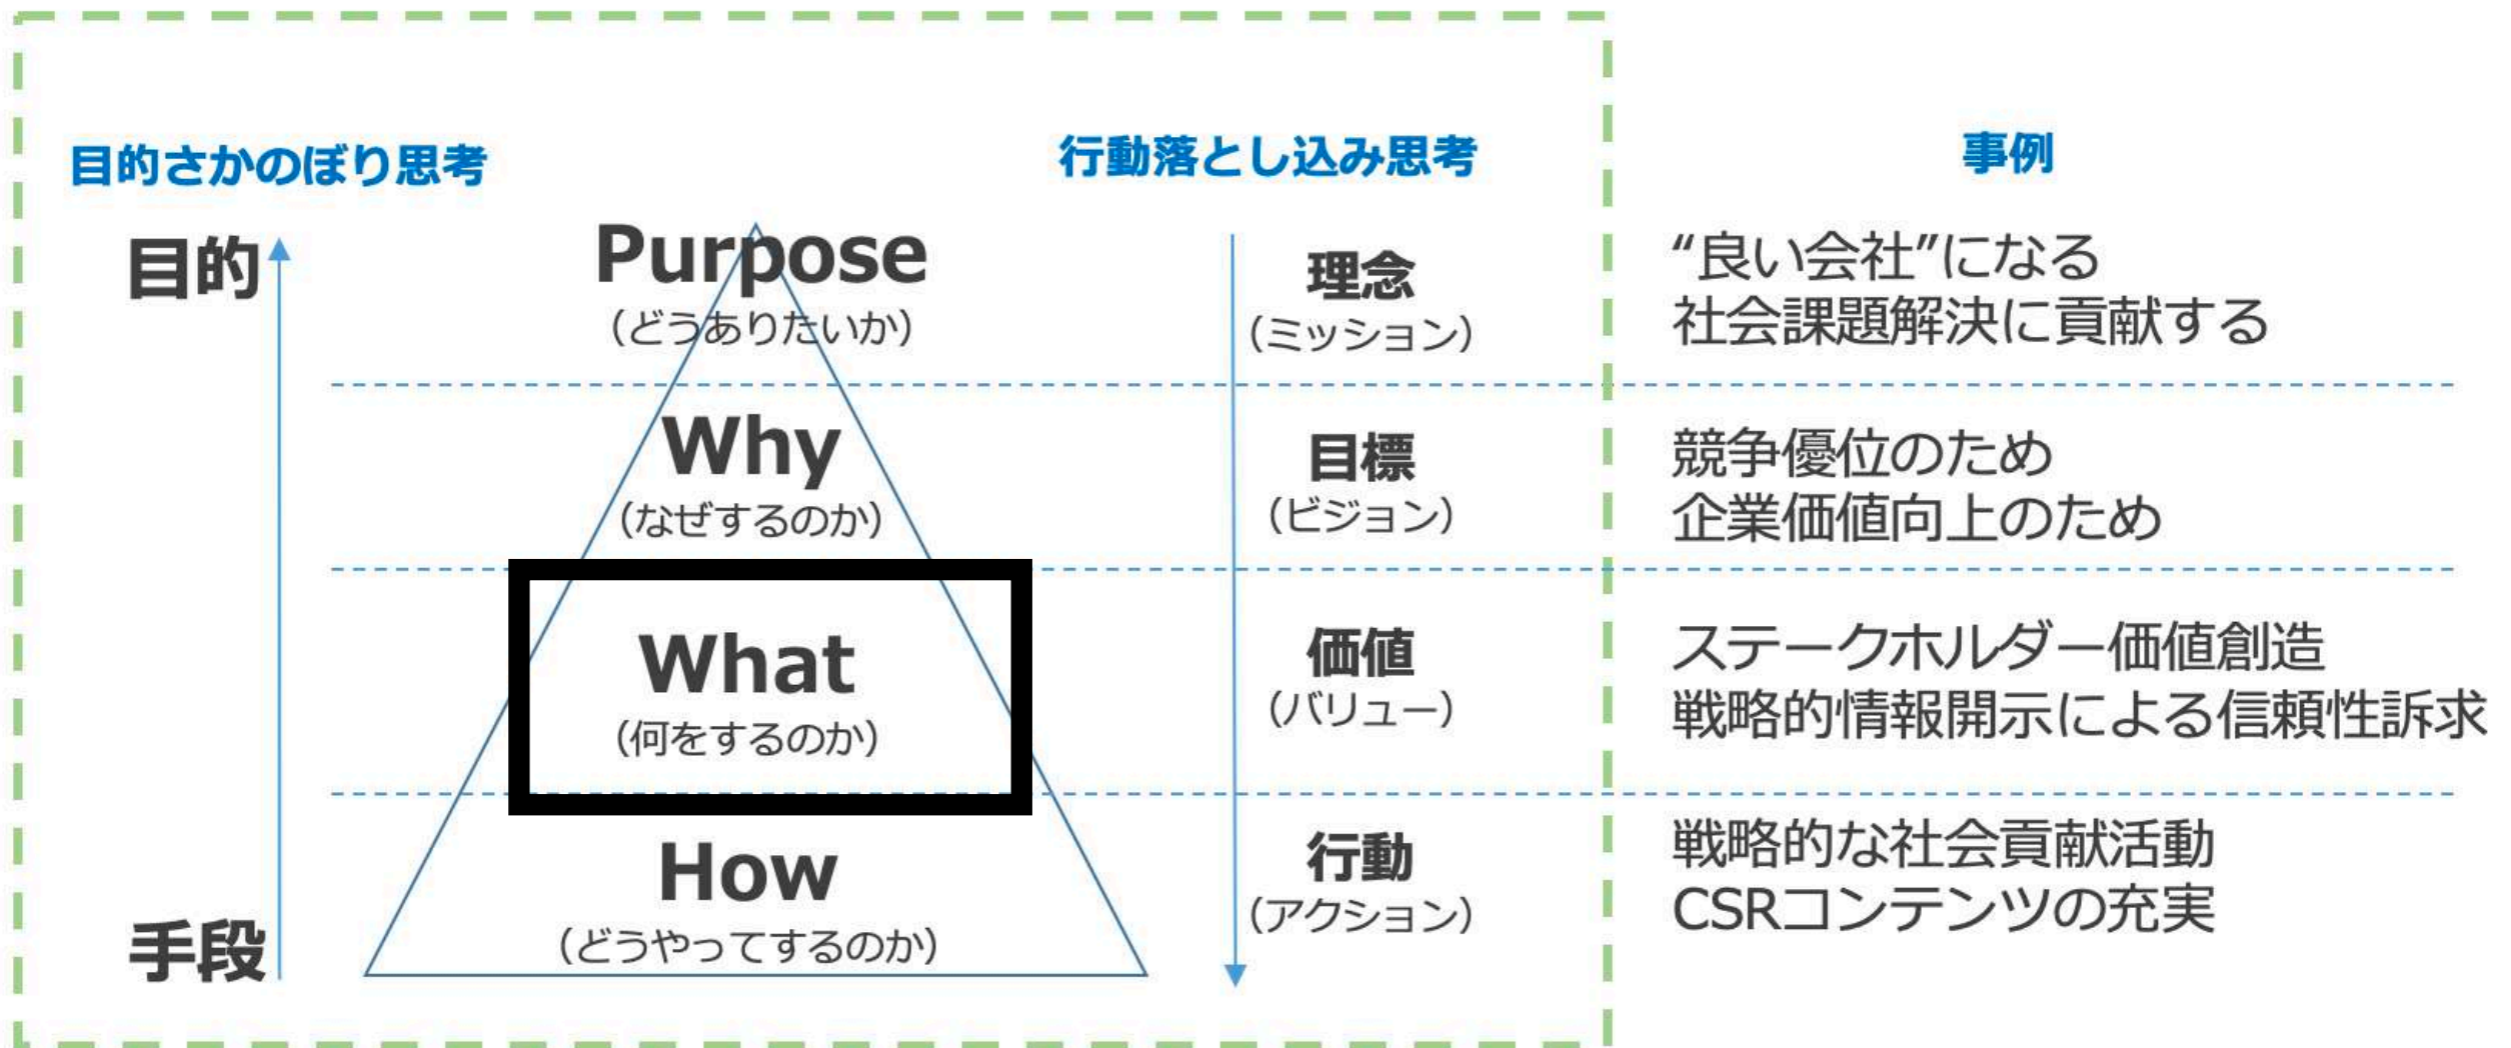 目的さかのぼり思考
行動落とし込み思考
事例
目的
Purpose
（どうありたいか）
理念
（ミッション）
“良い会社”になる
社会課題解決に貢献する
Why
（なぜするのか）
目標
（ビジョン）
競争優位のため
企業価値向上のため
What
（何をするのか）
価値
（バリュー）
ステークホルダー価値創造
戦略的情報開示による信頼性訴求
手段
How
（どうやってするのか）
行動
（アクション）
戦略的な社会貢献活動
CSRコンテンツの充実